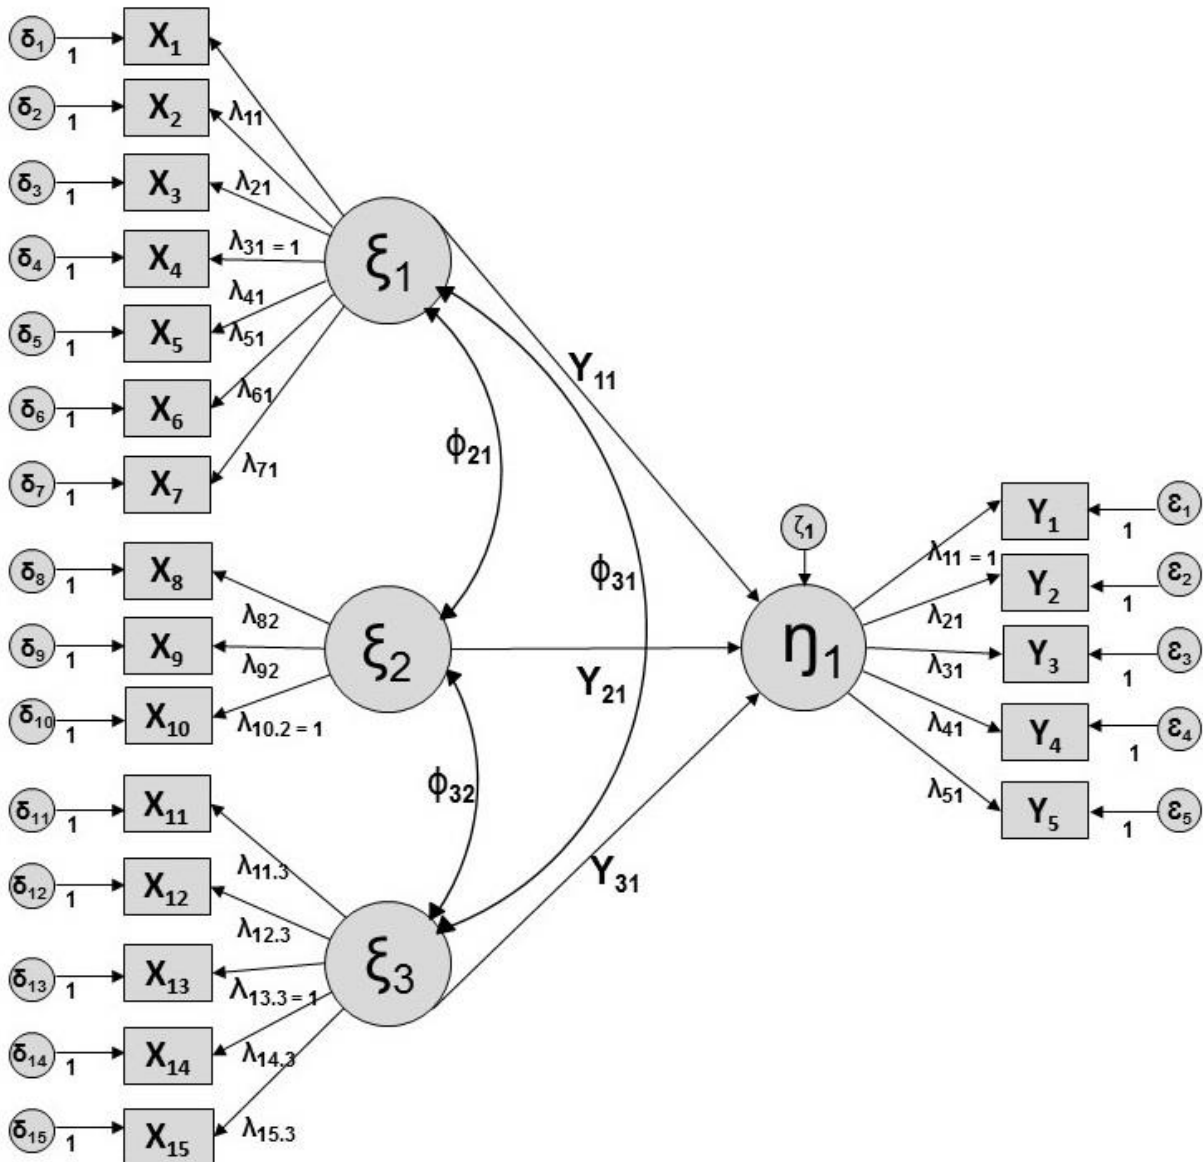 δ₁ 1 X₁
λ₁₁
δ₂ 1 X₂
λ₂₁
δ₃ 1 X₃
λ₃₁ ₌ ₁
δ₄ 1 X₄
λ₄₁
δ₅ 1 X₅
λ₅₁
δ₆ 1 X₆
λ₆₁
δ₇ 1 X₇
λ₇₁
ξ₁
δ₈ 1 X₈
λ₈₂
δ₉ 1 X₉
λ₉₂
δ₁₀ 1 X₁₀
λ₁₀.₂ ₌ ₁
ξ₂
δ₁₁ 1 X₁₁
λ₁₁.₃
δ₁₂ 1 X₁₂
λ₁₂.₃
δ₁₃ 1 X₁₃
λ₁₃.₃ ₌ ₁
δ₁₄ 1 X₁₄
λ₁₄.₃
δ₁₅ 1 X₁₅
λ₁₅.₃
ξ₃
ϕ₂₁
ϕ₃₁
ϕ₃₂
Y₁₁
Y₂₁
Y₃₁
ζ₁
η₁
λ₁₁ ₌ ₁
Y₁ 1 ε₁
λ₂₁
Y₂ 1 ε₂
λ₃₁
Y₃ 1 ε₃
λ₄₁
Y₄ 1 ε₄
λ₅₁
Y₅ 1 ε₅